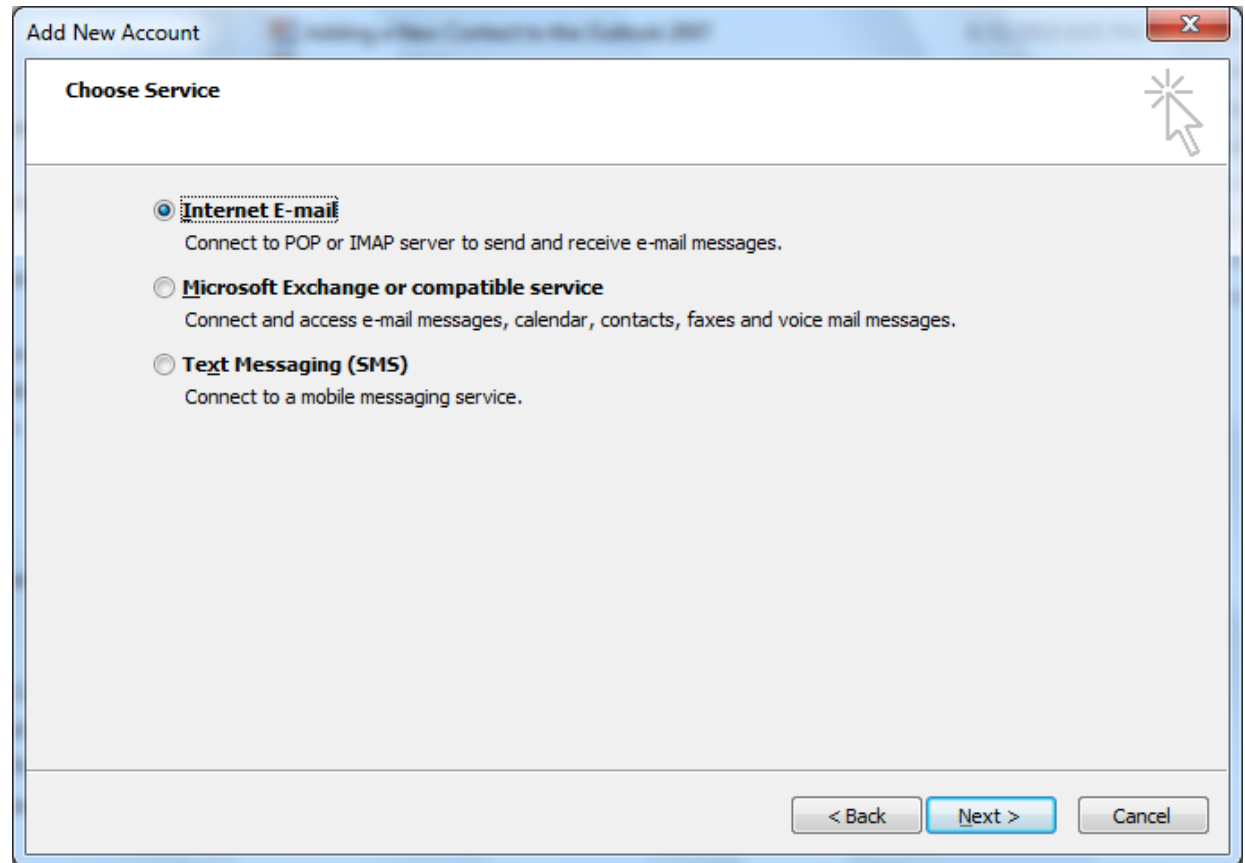 Add New Account
Choose Service
Internet E-mail
Connect to POP or IMAP server to send and receive e-mail messages.
Microsoft Exchange or compatible service
Connect and access e-mail messages, calendar, contacts, faxes and voice mail messages.
Text Messaging (SMS)
Connect to a mobile messaging service.
< Back
Next >
Cancel